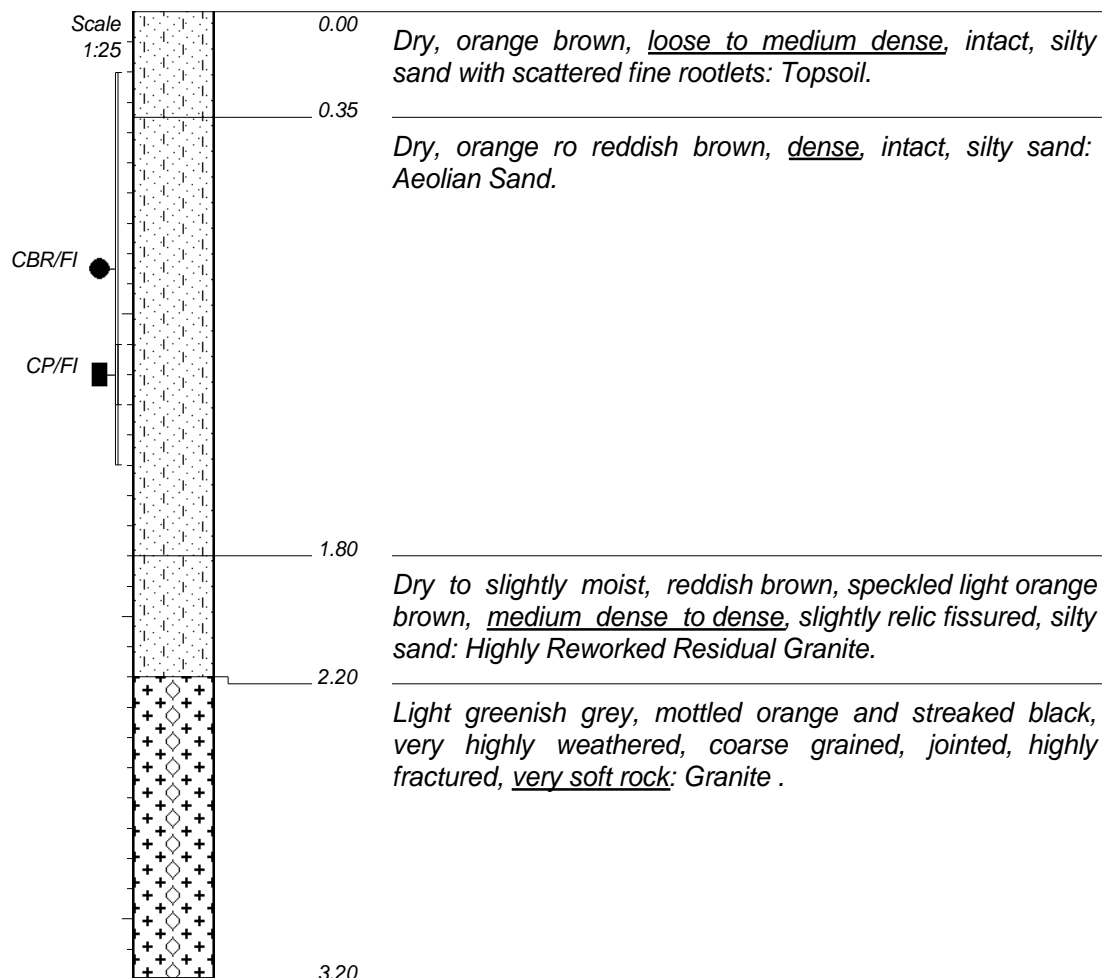 Scale
1:25
0.00
Dry, orange brown, loose to medium dense, intact, silty
sand with scattered fine rootlets: Topsoil.
0.35
Dry, orange ro reddish brown, dense, intact, silty sand:
Aeolian Sand.
CBR/FI
CP/FI
1.80
Dry to slightly moist, reddish brown, speckled light orange
brown, medium dense to dense, slightly relic fissured, silty
sand: Highly Reworked Residual Granite.
2.20
Light greenish grey, mottled orange and streaked black,
very highly weathered, coarse grained, jointed, highly
fractured, very soft rock: Granite .
3.20